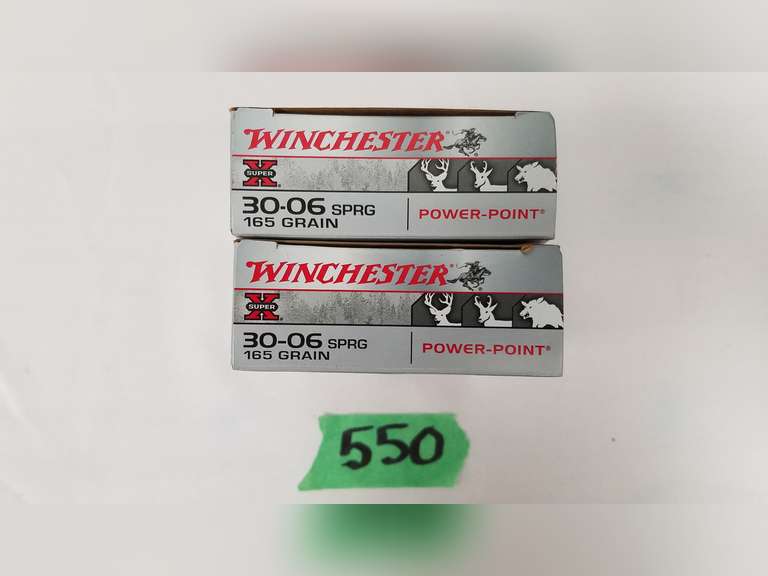 WINCHESTER®
SUPER X®
30-06 SPRG
165 GRAIN
POWER-POINT®
WINCHESTER®
SUPER X®
30-06 SPRG
165 GRAIN
POWER-POINT®
550